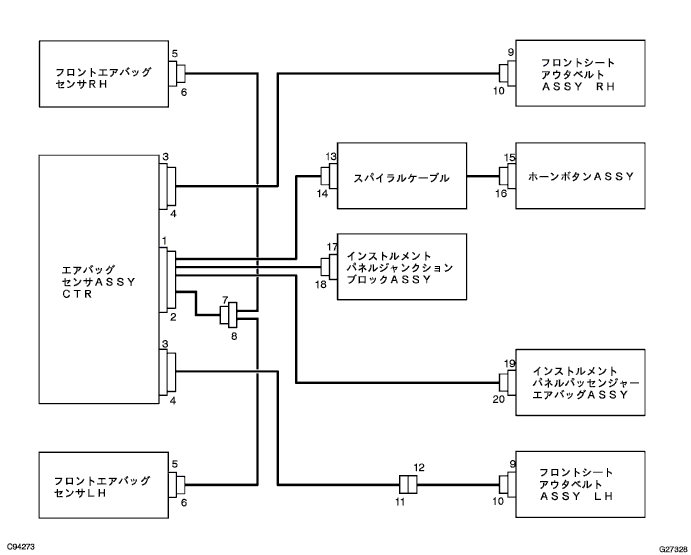 5
フロントエアバッグ
センサRH
6
9
フロントシート
アウタベルト
ASSY RH
10
3
4
13
スパイラルケーブル
14
15
ホーンボタンASSY
16
1
エアバッグ
センサASSY
CTR
2
17
インストルメント
パネルジャンクション
ブロックASSY
18
7
8
3
4
19
インストルメント
パネルパッセンジャー
エアバッグASSY
20
5
フロントエアバッグ
センサLH
6
12
11
9
フロントシート
アウタベルト
ASSY LH
10
C94273
G27328